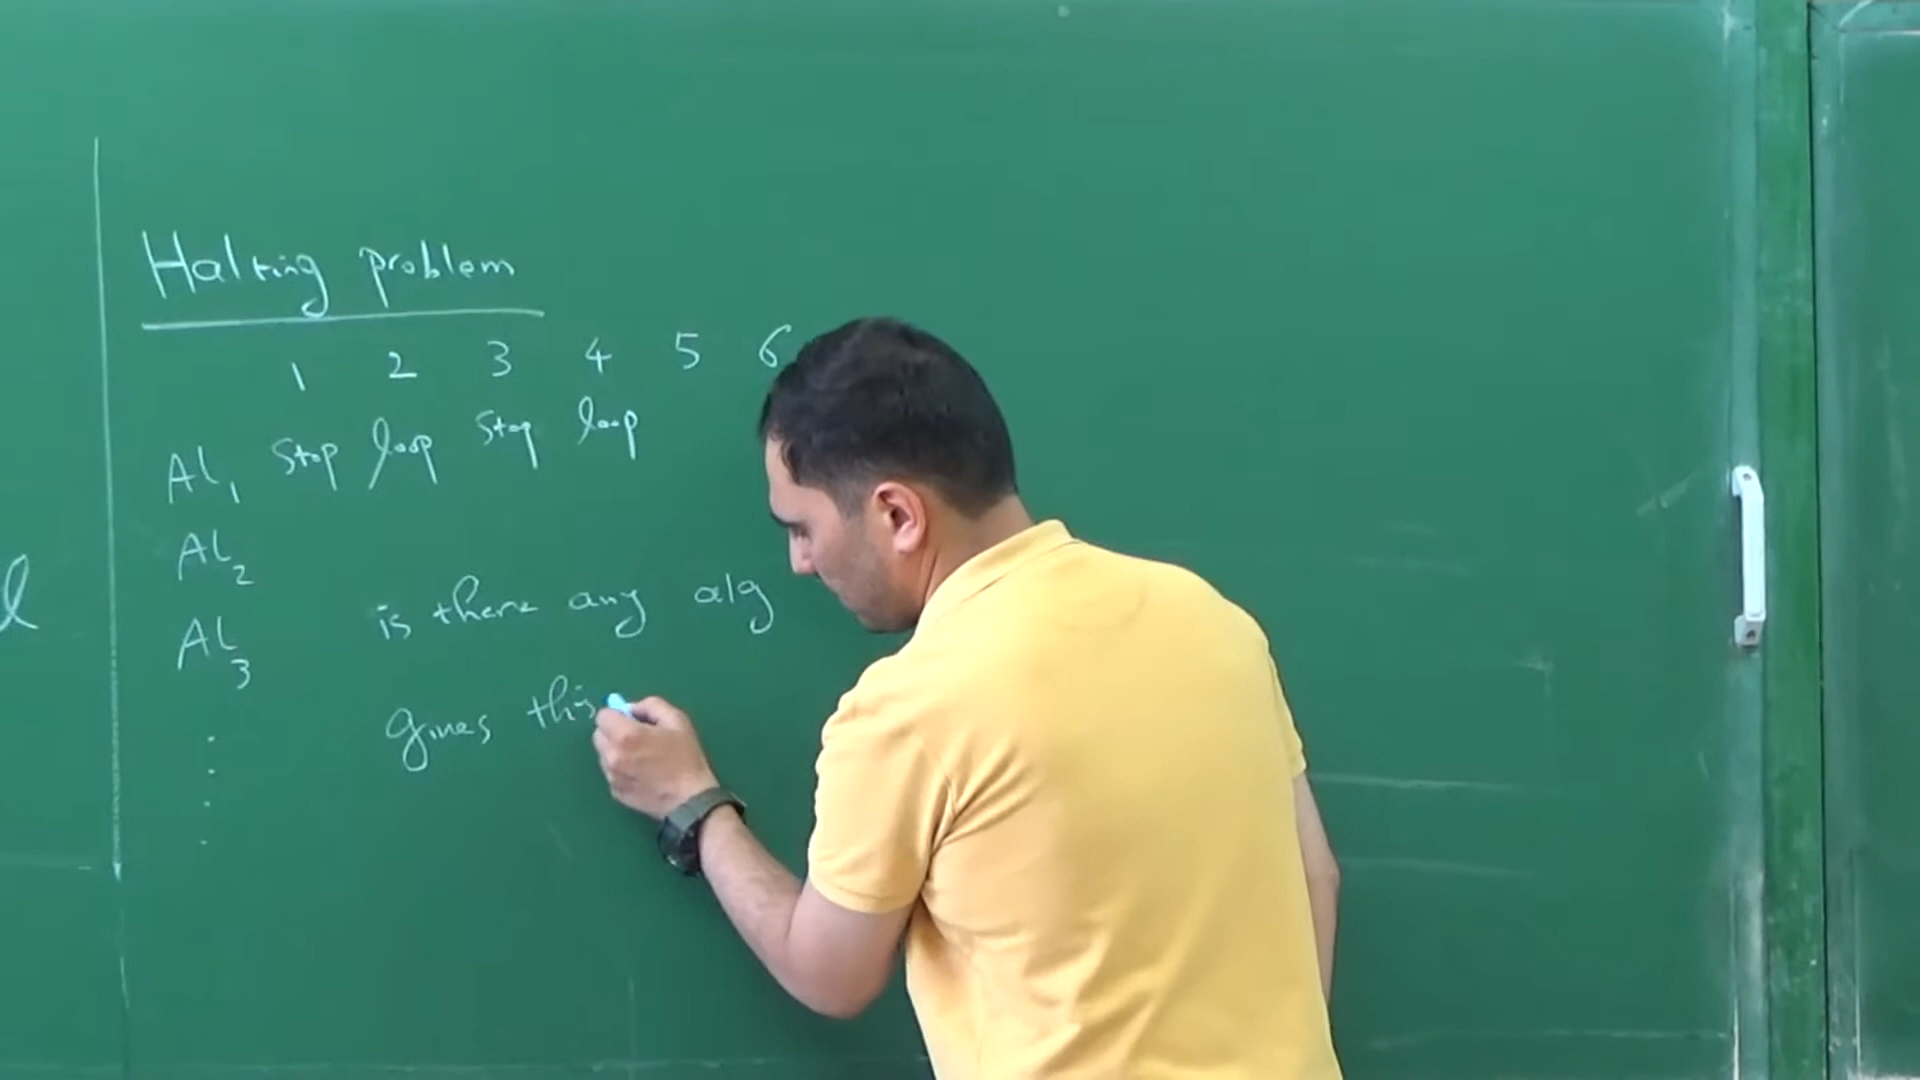 Halting problem
1 2 3 4 5 6
Al1 Stop loop Stop loop
Al2
Al3
is there any alg
gives this
l